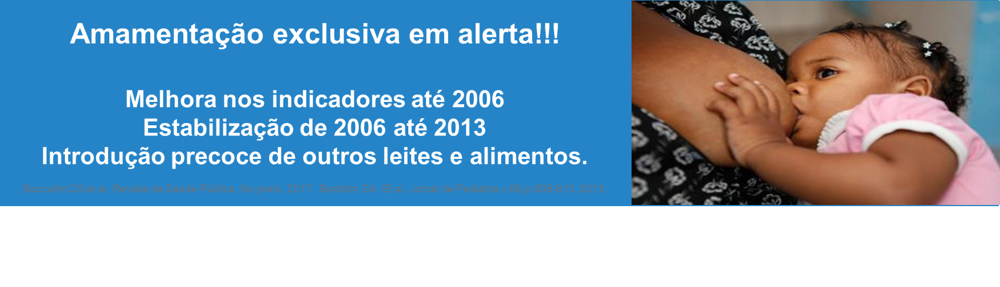 Amamentação exclusiva em alerta!!!
Melhora nos indicadores até 2006
Estabilização de 2006 até 2013
Introdução precoce de outros leites e alimentos.
Boccolini CS et al. Revista de Saúde Pública. No prelo. 2017. Bortolini GA. Et al. Jornal de Pediatria 89,p.608-613, 2013.